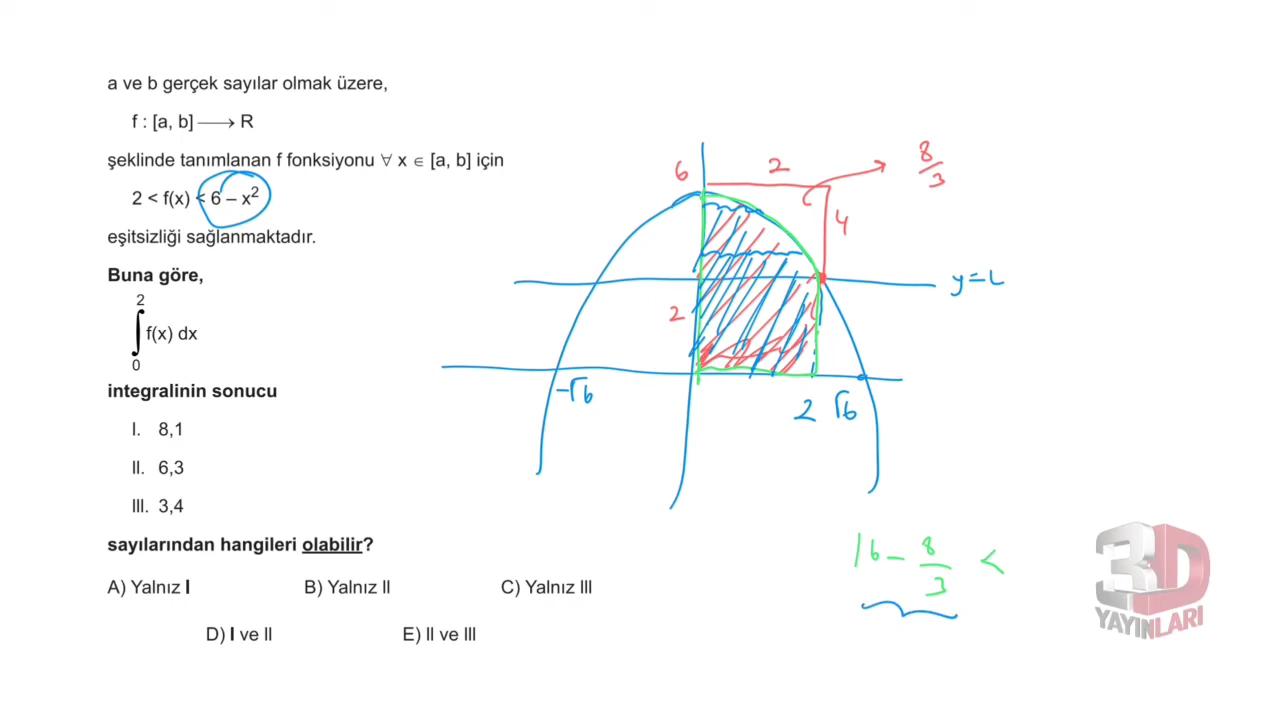 a ve b gerçek sayılar olmak üzere,
f : [a, b] ⟶ R
şeklinde tanımlanan f fonksiyonu ∀ x ∈ [a, b] için
2 < f(x) < 6 – x²
eşitsizliği sağlanmaktadır.
Buna göre,
2
∫ f(x) dx
0
integralinin sonucu
I. 8,1
II. 6,3
III. 3,4
sayılarından hangileri olabilir?
A) Yalnız I B) Yalnız II C) Yalnız III
D) I ve II E) II ve III
6
2
8/3
4
y=2
2
-√6
2 √6
16 - 8/3 <
3D
YAYINLARI